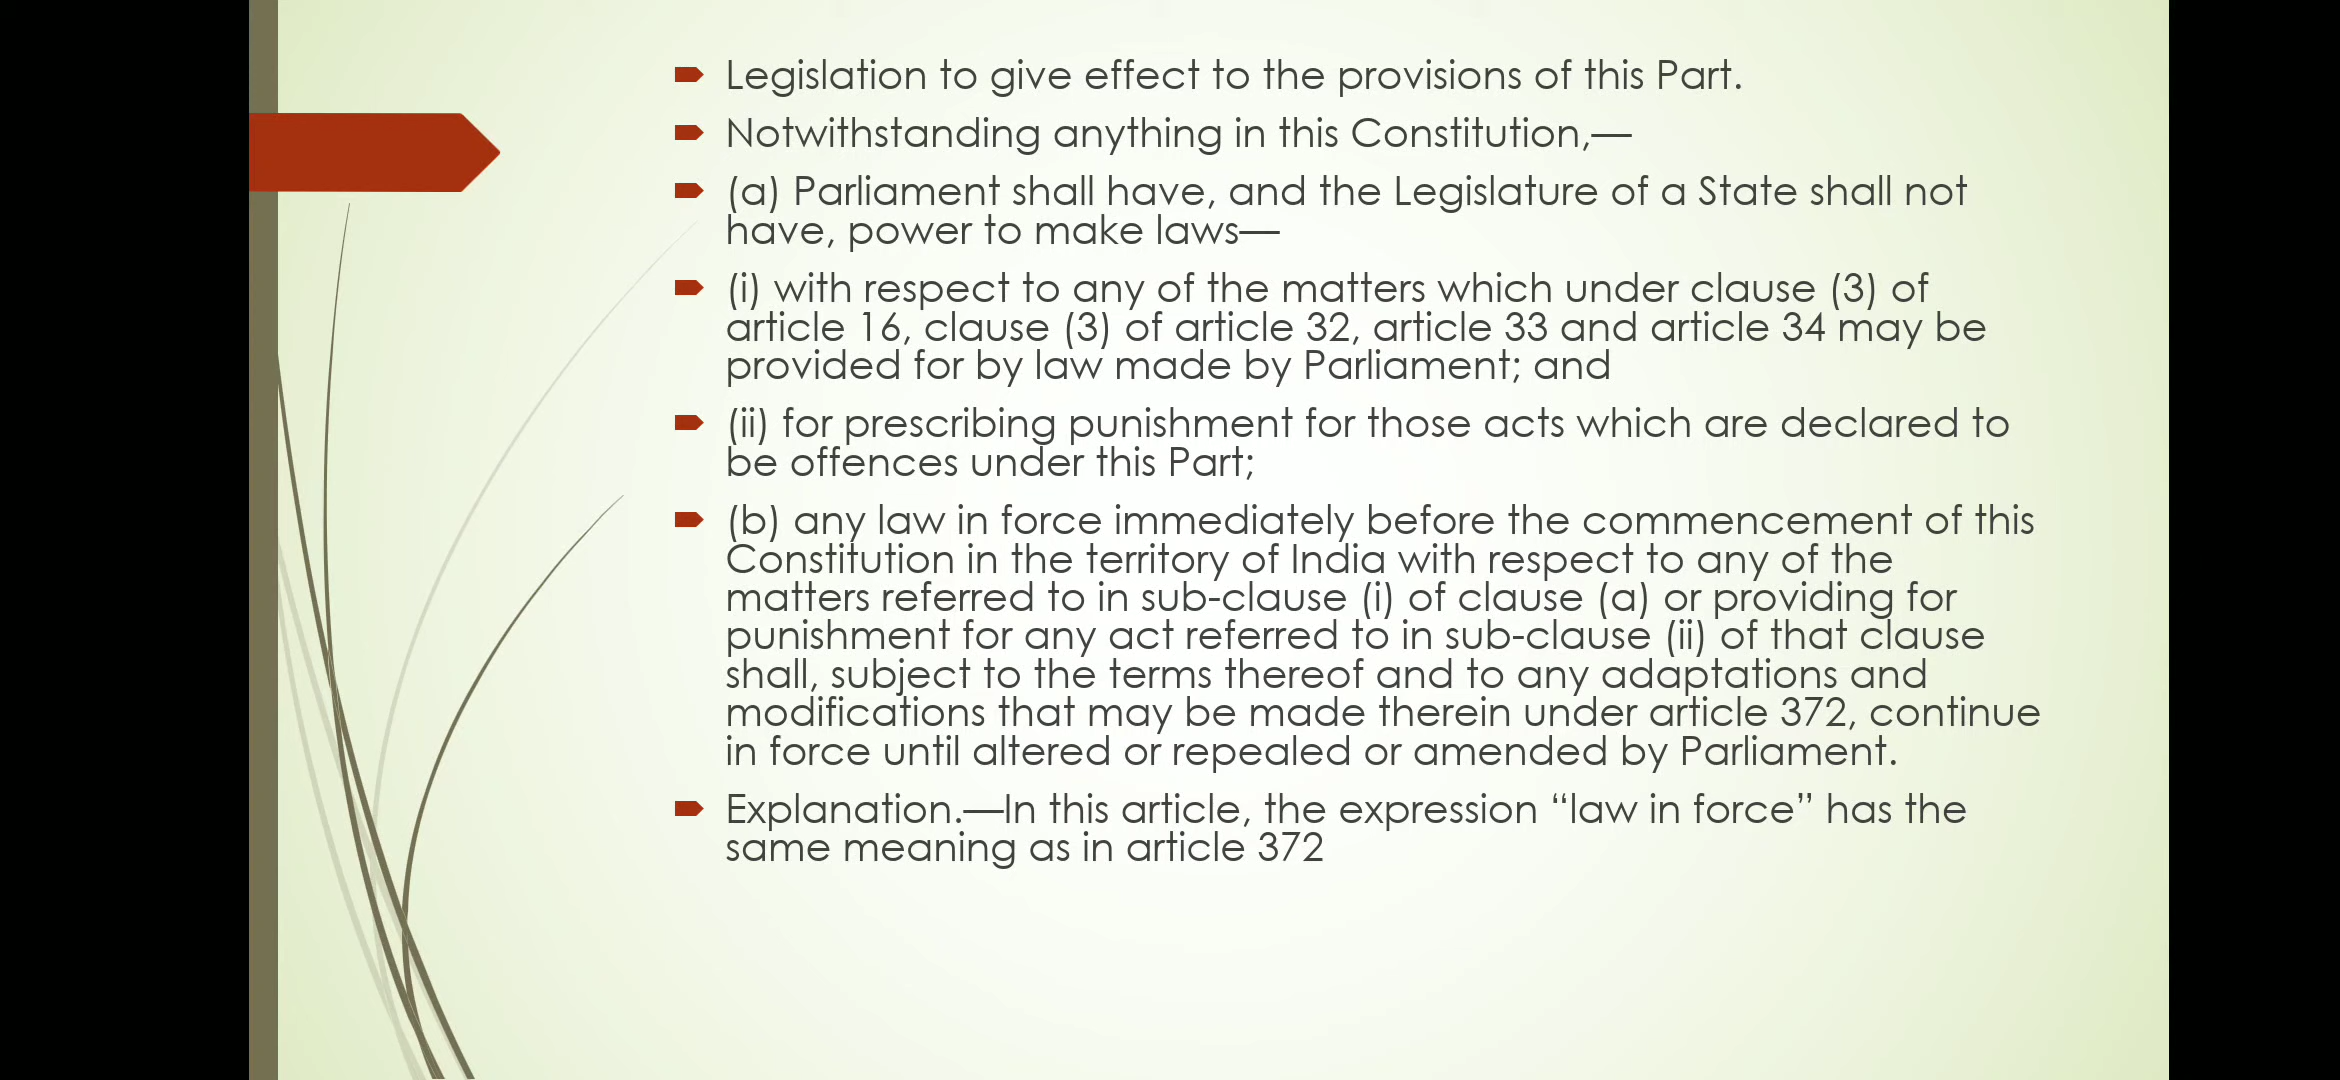 Legislation to give effect to the provisions of this Part.
Notwithstanding anything in this Constitution,—
(a) Parliament shall have, and the Legislature of a State shall not
have, power to make laws—
(i) with respect to any of the matters which under clause (3) of
article 16, clause (3) of article 32, article 33 and article 34 may be
provided for by law made by Parliament; and
(ii) for prescribing punishment for those acts which are declared to
be offences under this Part;
(b) any law in force immediately before the commencement of this
Constitution in the territory of India with respect to any of the
matters referred to in sub-clause (i) of clause (a) or providing for
punishment for any act referred to in sub-clause (ii) of that clause
shall, subject to the terms thereof and to any adaptations and
modifications that may be made therein under article 372, continue
in force until altered or repealed or amended by Parliament.
Explanation.—In this article, the expression “law in force” has the
same meaning as in article 372